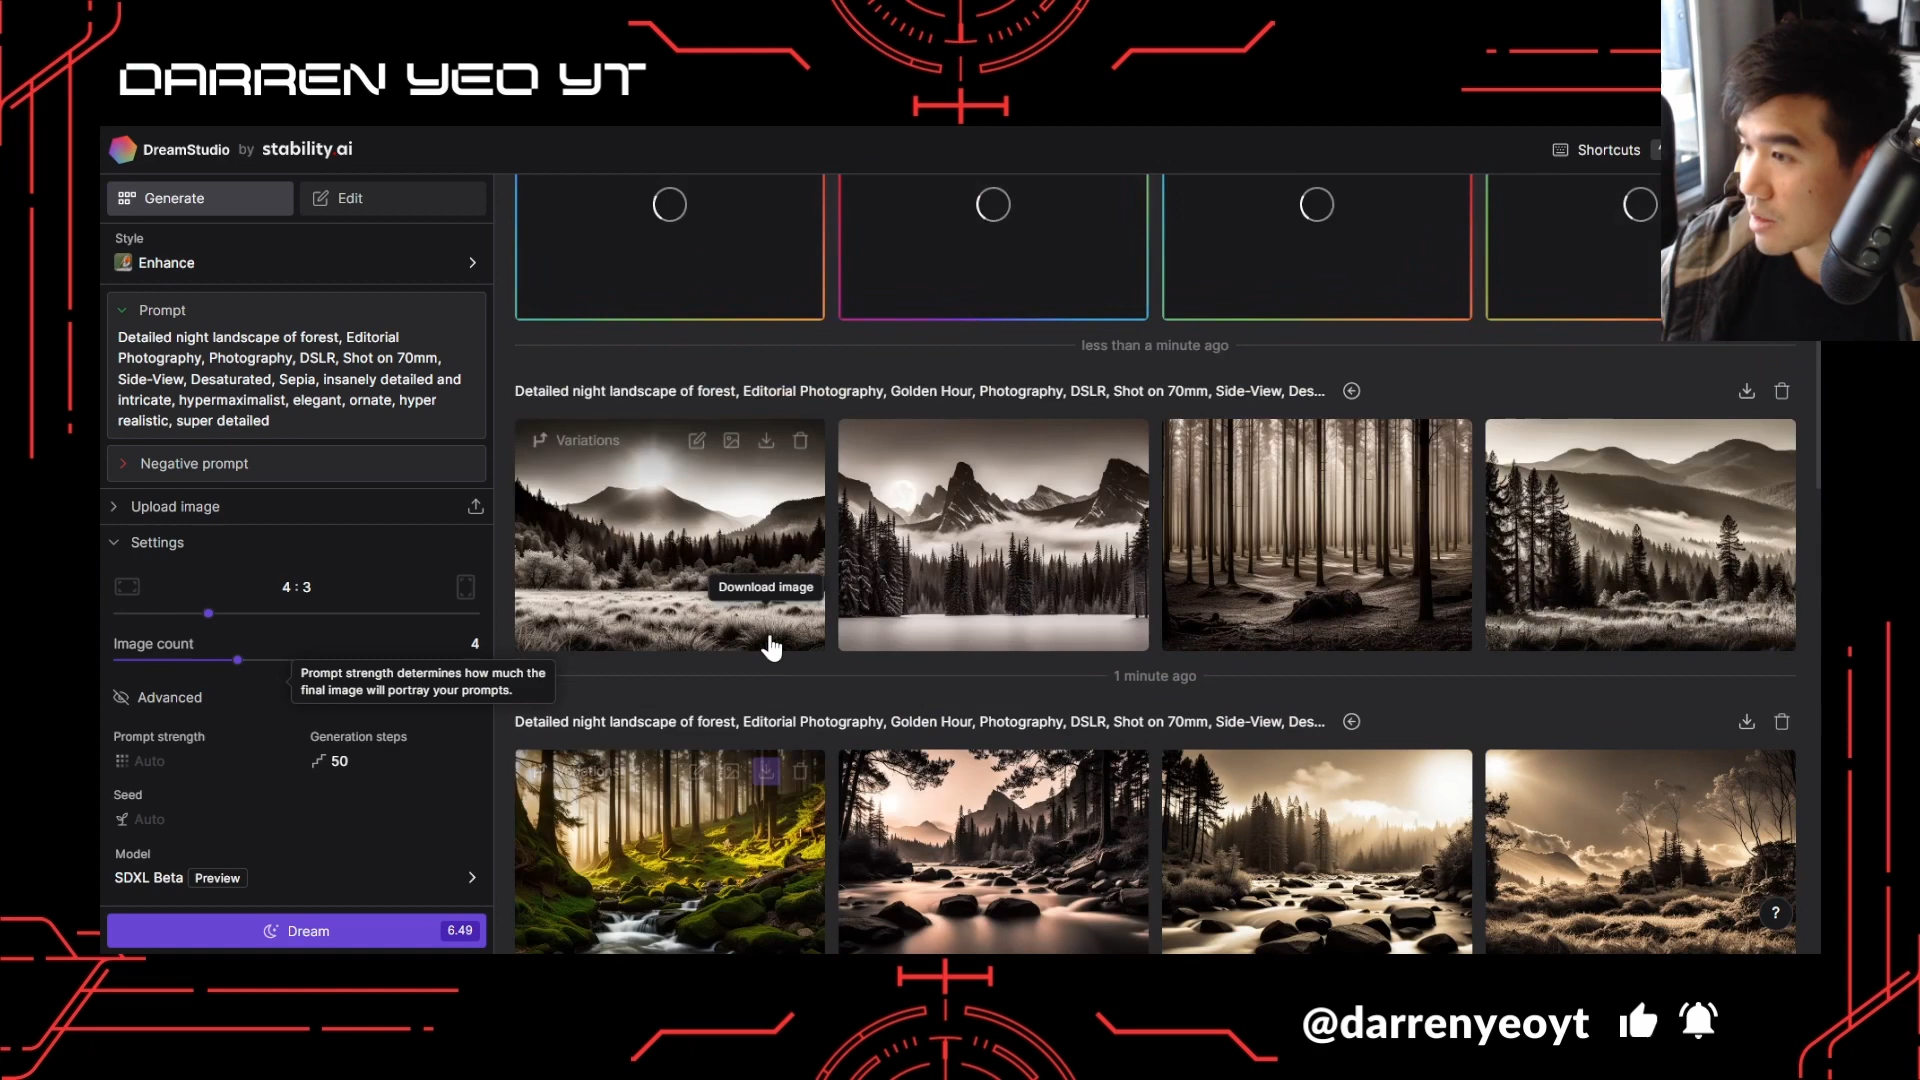 DARREN YEO YT
DreamStudio by stability.ai
Shortcuts
Generate
Edit
Style
Enhance
Prompt
Detailed night landscape of forest, Editorial
Photography, Photography, DSLR, Shot on 70mm,
Side-View, Desaturated, Sepia, insanely detailed and
intricate, hypermaximalist, elegant, ornate, hyper
realistic, super detailed
Negative prompt
Upload image
Settings
4 : 3
Image count
4
Prompt strength determines how much the
final image will portray your prompts.
Advanced
Prompt strength
Generation steps
Auto
50
Seed
Auto
Model
SDXL Beta
Preview
Dream
6.49
less than a minute ago
Detailed night landscape of forest, Editorial Photography, Golden Hour, Photography, DSLR, Shot on 70mm, Side-View, Des...
Variations
Download image
1 minute ago
Detailed night landscape of forest, Editorial Photography, Golden Hour, Photography, DSLR, Shot on 70mm, Side-View, Des...
?
@darrenyeoyt